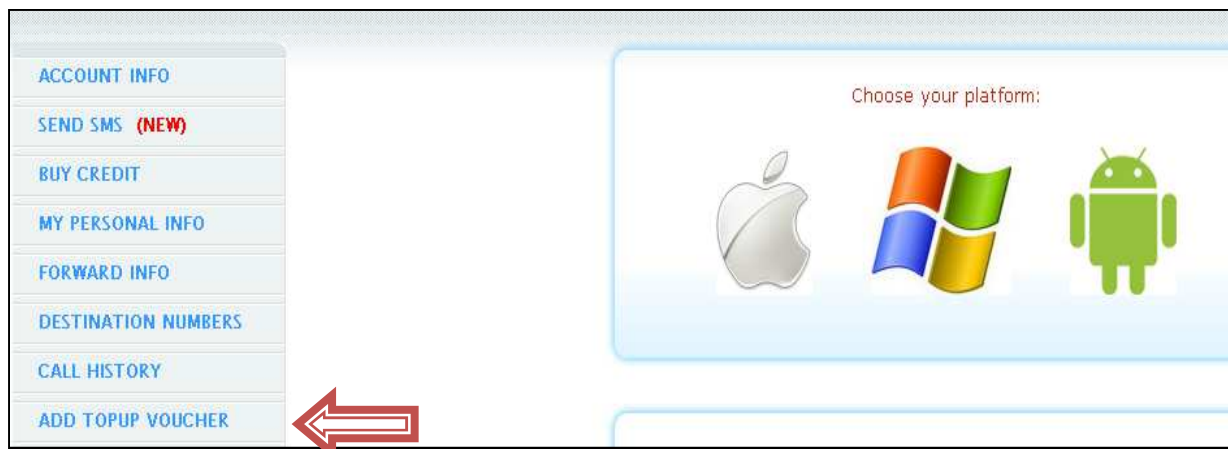 ACCOUNT INFO
SEND SMS (NEW)
BUY CREDIT
MY PERSONAL INFO
FORWARD INFO
DESTINATION NUMBERS
CALL HISTORY
ADD TOPUP VOUCHER
Choose your platform: